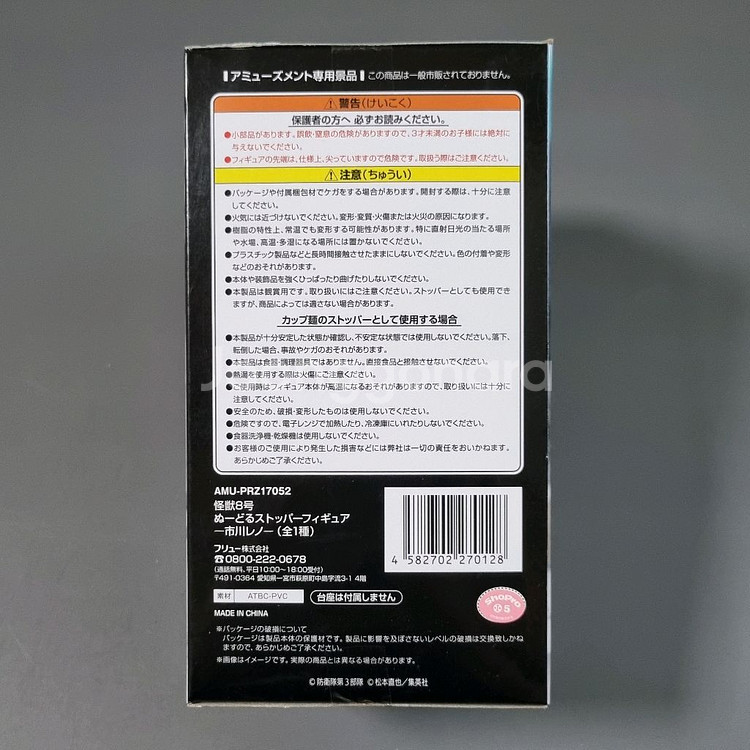 アミューズメント専用景品 この商品は一般市販されておりません。
⚠警告(けいこく)
保護者の方へ 必ずお読みください。
●小部品があります。誤飲・窒息の危険がありますので、3才未満のお子様には絶対に
与えないでください。
●フィギュアの先端は、仕様上、尖っていますので危険です。取扱う際はご注意ください。
⚠注意(ちゅうい)
●パッケージや付属梱包材でケガをする場合があります。開封する際は、十分に注意
してください。
●火気には近づけないでください。変形・変質・火傷または火災の原因になります。
●樹脂の特性上、常温でも変形する可能性があります。特に直射日光の当たる場所
や水場、高温・多湿になる場所には置かないでください。
●プラスチック製品などと長時間接触させたままにしないでください。色の付着や変形
などのおそれがあります。
●本体や装飾品を強くひっぱったり曲げたりしないでください。
●本製品は観賞用です。取り扱いにはご注意ください。ストッパーとしても使用でき
ますが、商品によっては適さない場合があります。
カップ麺のストッパーとして使用する場合
●本製品が十分安定した状態か確認し、不安定な状態では使用しないでください。落下、
転倒した場合、事故やケガのおそれがあります。
●本製品は食器・調理器具ではありません。直接食品と接触させないでください。
●熱湯を使用する際は火傷にご注意ください。
●ご使用時はフィギュア本体が高温になるおそれがありますので、取り扱いには十分に
注意してください。
●安全のため、破損・変形したものは使用しないでください。
●危険ですので、電子レンジで加熱したり、冷凍庫にいれたりしないでください。
●食器洗浄機・乾燥機は使用しないでください。
●お客様のご使用により発生した損害などには弊社は一切の責任をおいかねます。
あらかじめご了承ください。
AMU-PRZ17052
怪獣8号
ぬーどるストッパーフィギュア
―市川レノ―(全1種)
フリュー株式会社
☎0800-222-0678
(通話無料、平日10:00〜18:00受付)
〒491-0364 愛知県一宮市萩原町中島字流3-1 4階
4 582702 270128
素材 ATBC-PVC
台座は付属しません
ShoPro
小 5
MADE IN CHINA
※パッケージの破損について
パッケージは製品本体の保護材です。製品に影響を及ぼさないレベルの破損は交換致しかね
ますので、あらかじめご了承ください。
※画像はイメージです。実際の商品とは異なる場合があります。
©防衛隊第3部隊 ©松本直也/集英社